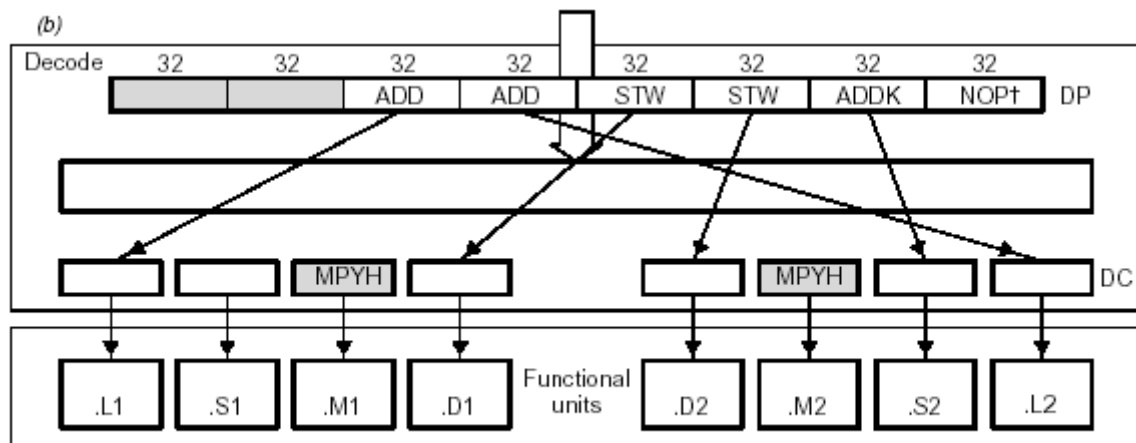 (b)
Decode 32 32 32 32 32 32 32 32
ADD ADD STW STW ADDK NOP† DP
MPYH MPYH DC
.L1 .S1 .M1 .D1 Functional units .D2 .M2 .S2 .L2